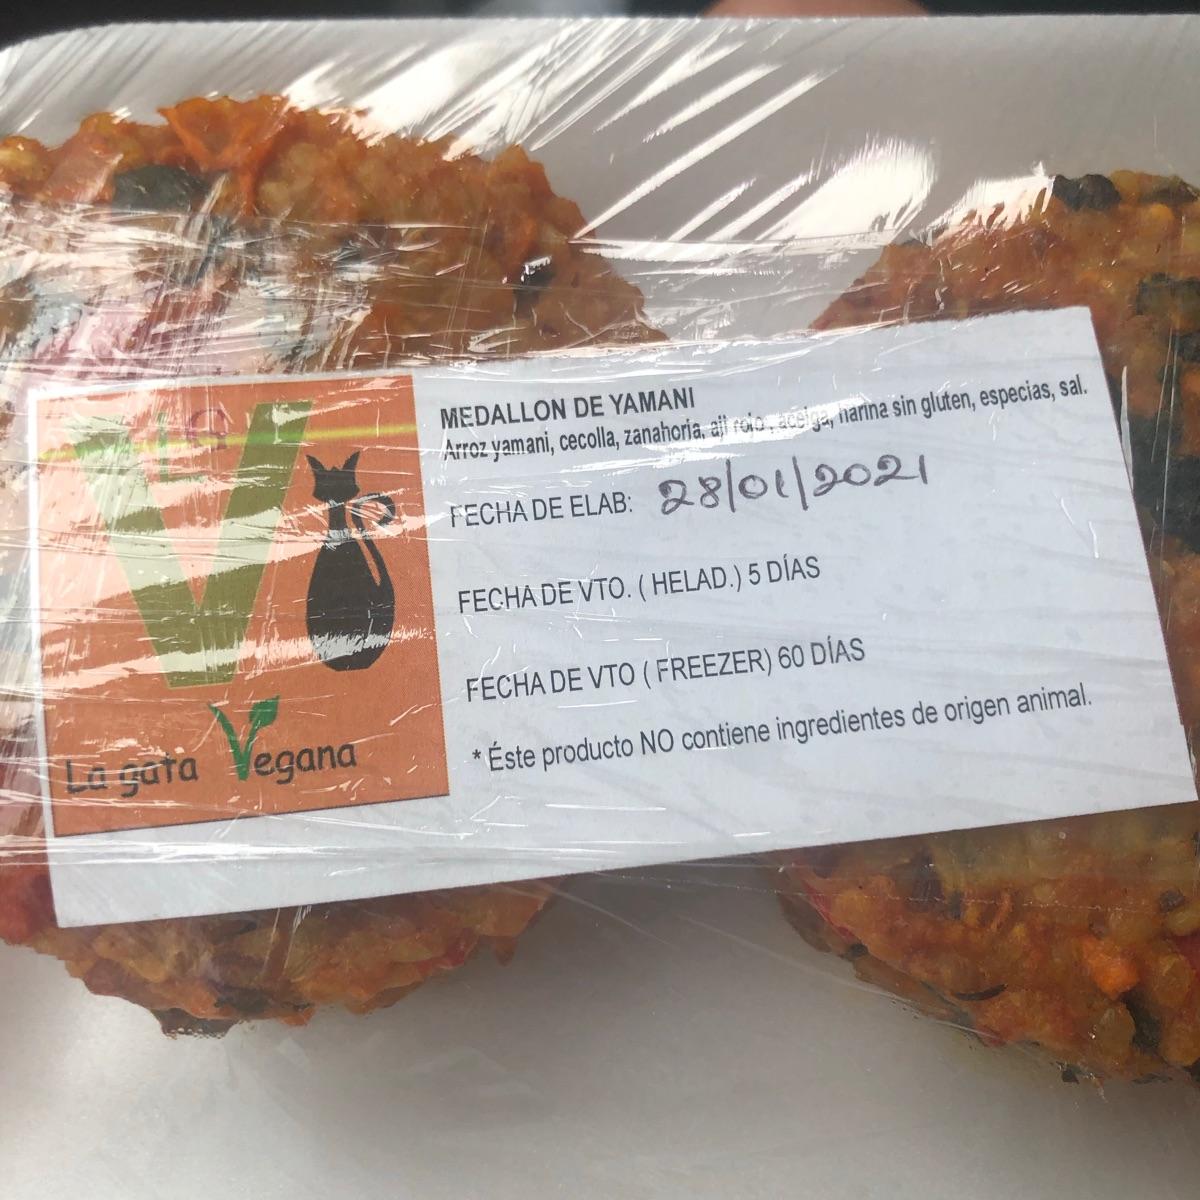 MEDALLON DE YAMANI
Arroz yamani, cecolla, zanahoria, aji rojo, acelga, harina sin gluten, especias, sal.
FECHA DE ELAB: 28/01/2021
FECHA DE VTO. ( HELAD.) 5 DÍAS
FECHA DE VTO ( FREEZER) 60 DÍAS
* Éste producto NO contiene ingredientes de origen animal.
V
La gata Vegana